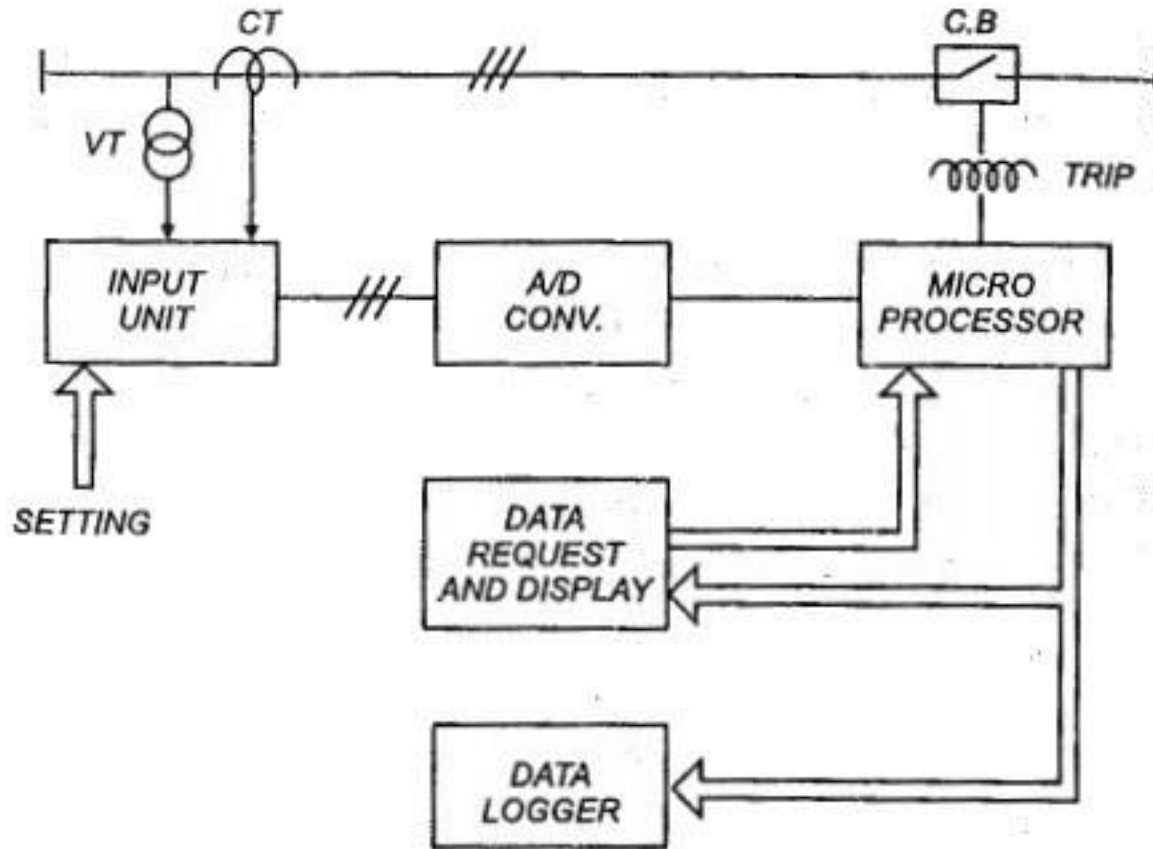 CT
C.B
VT
TRIP
INPUT
UNIT
A/D
CONV.
MICRO
PROCESSOR
SETTING
DATA
REQUEST
AND DISPLAY
DATA
LOGGER